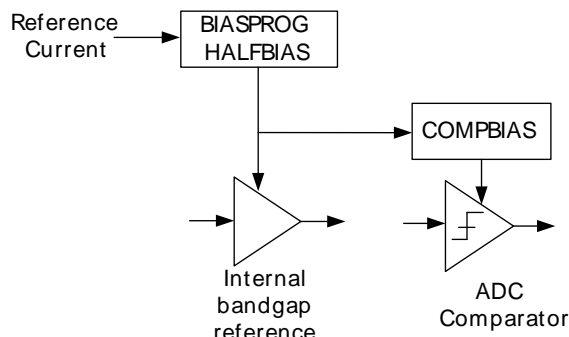 Reference
Current
BIASPROG
HALFBIAS
COMPBIAS
Internal
bandgap
reference
ADC
Comparator